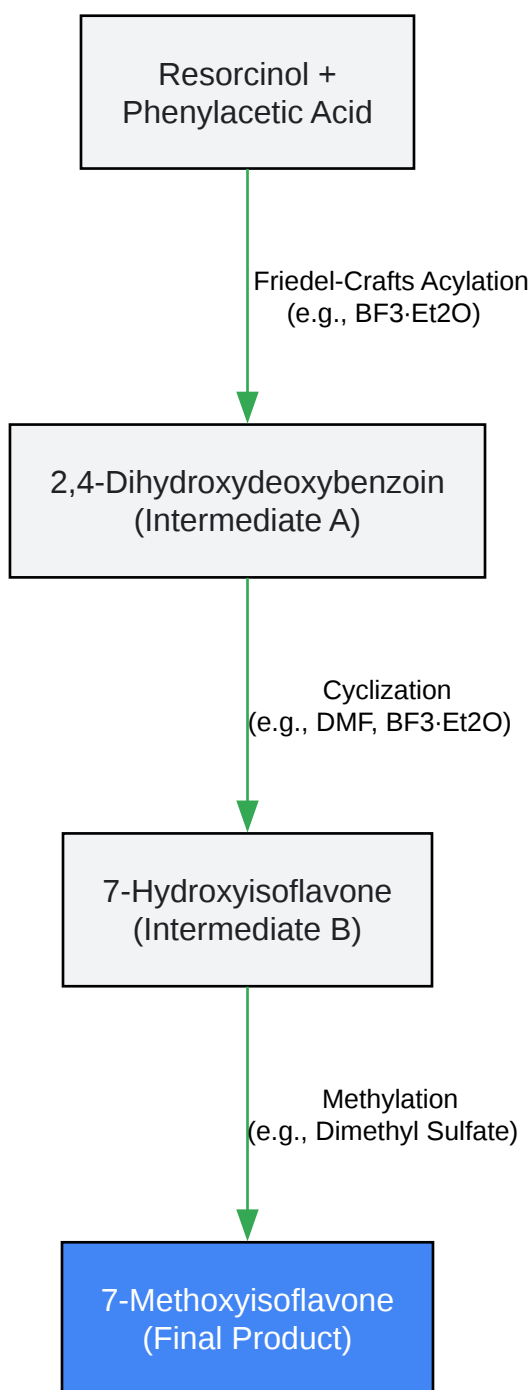 Resorcinol +
Phenylacetic Acid
Friedel-Crafts Acylation
(e.g., BF3·Et2O)
2,4-Dihydroxydeoxybenzoin
(Intermediate A)
Cyclization
(e.g., DMF, BF3·Et2O)
7-Hydroxyisoflavone
(Intermediate B)
Methylation
(e.g., Dimethyl Sulfate)
7-Methoxyisoflavone
(Final Product)